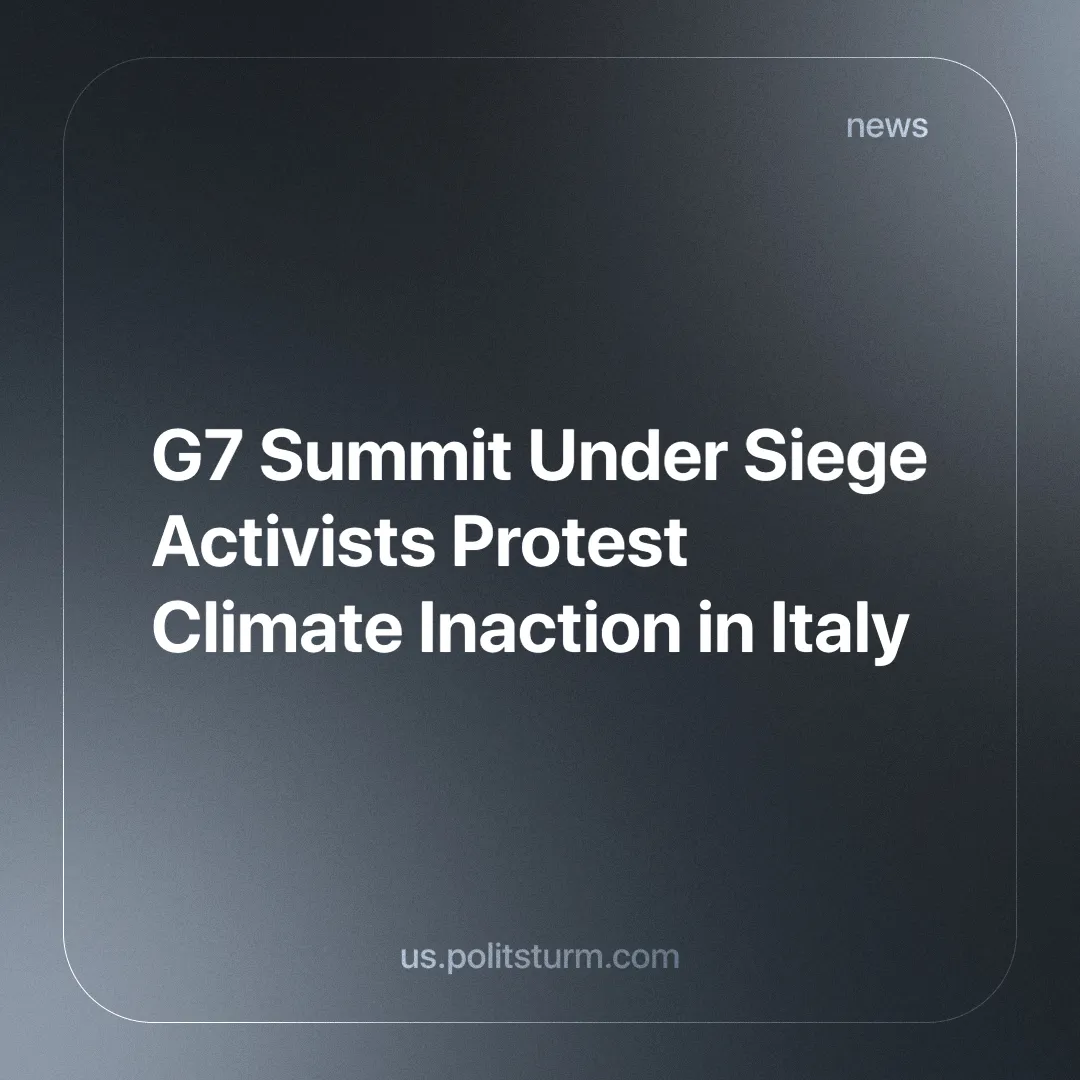 news
G7 Summit Under Siege
Activists Protest
Climate Inaction in Italy
us.politsturm.com